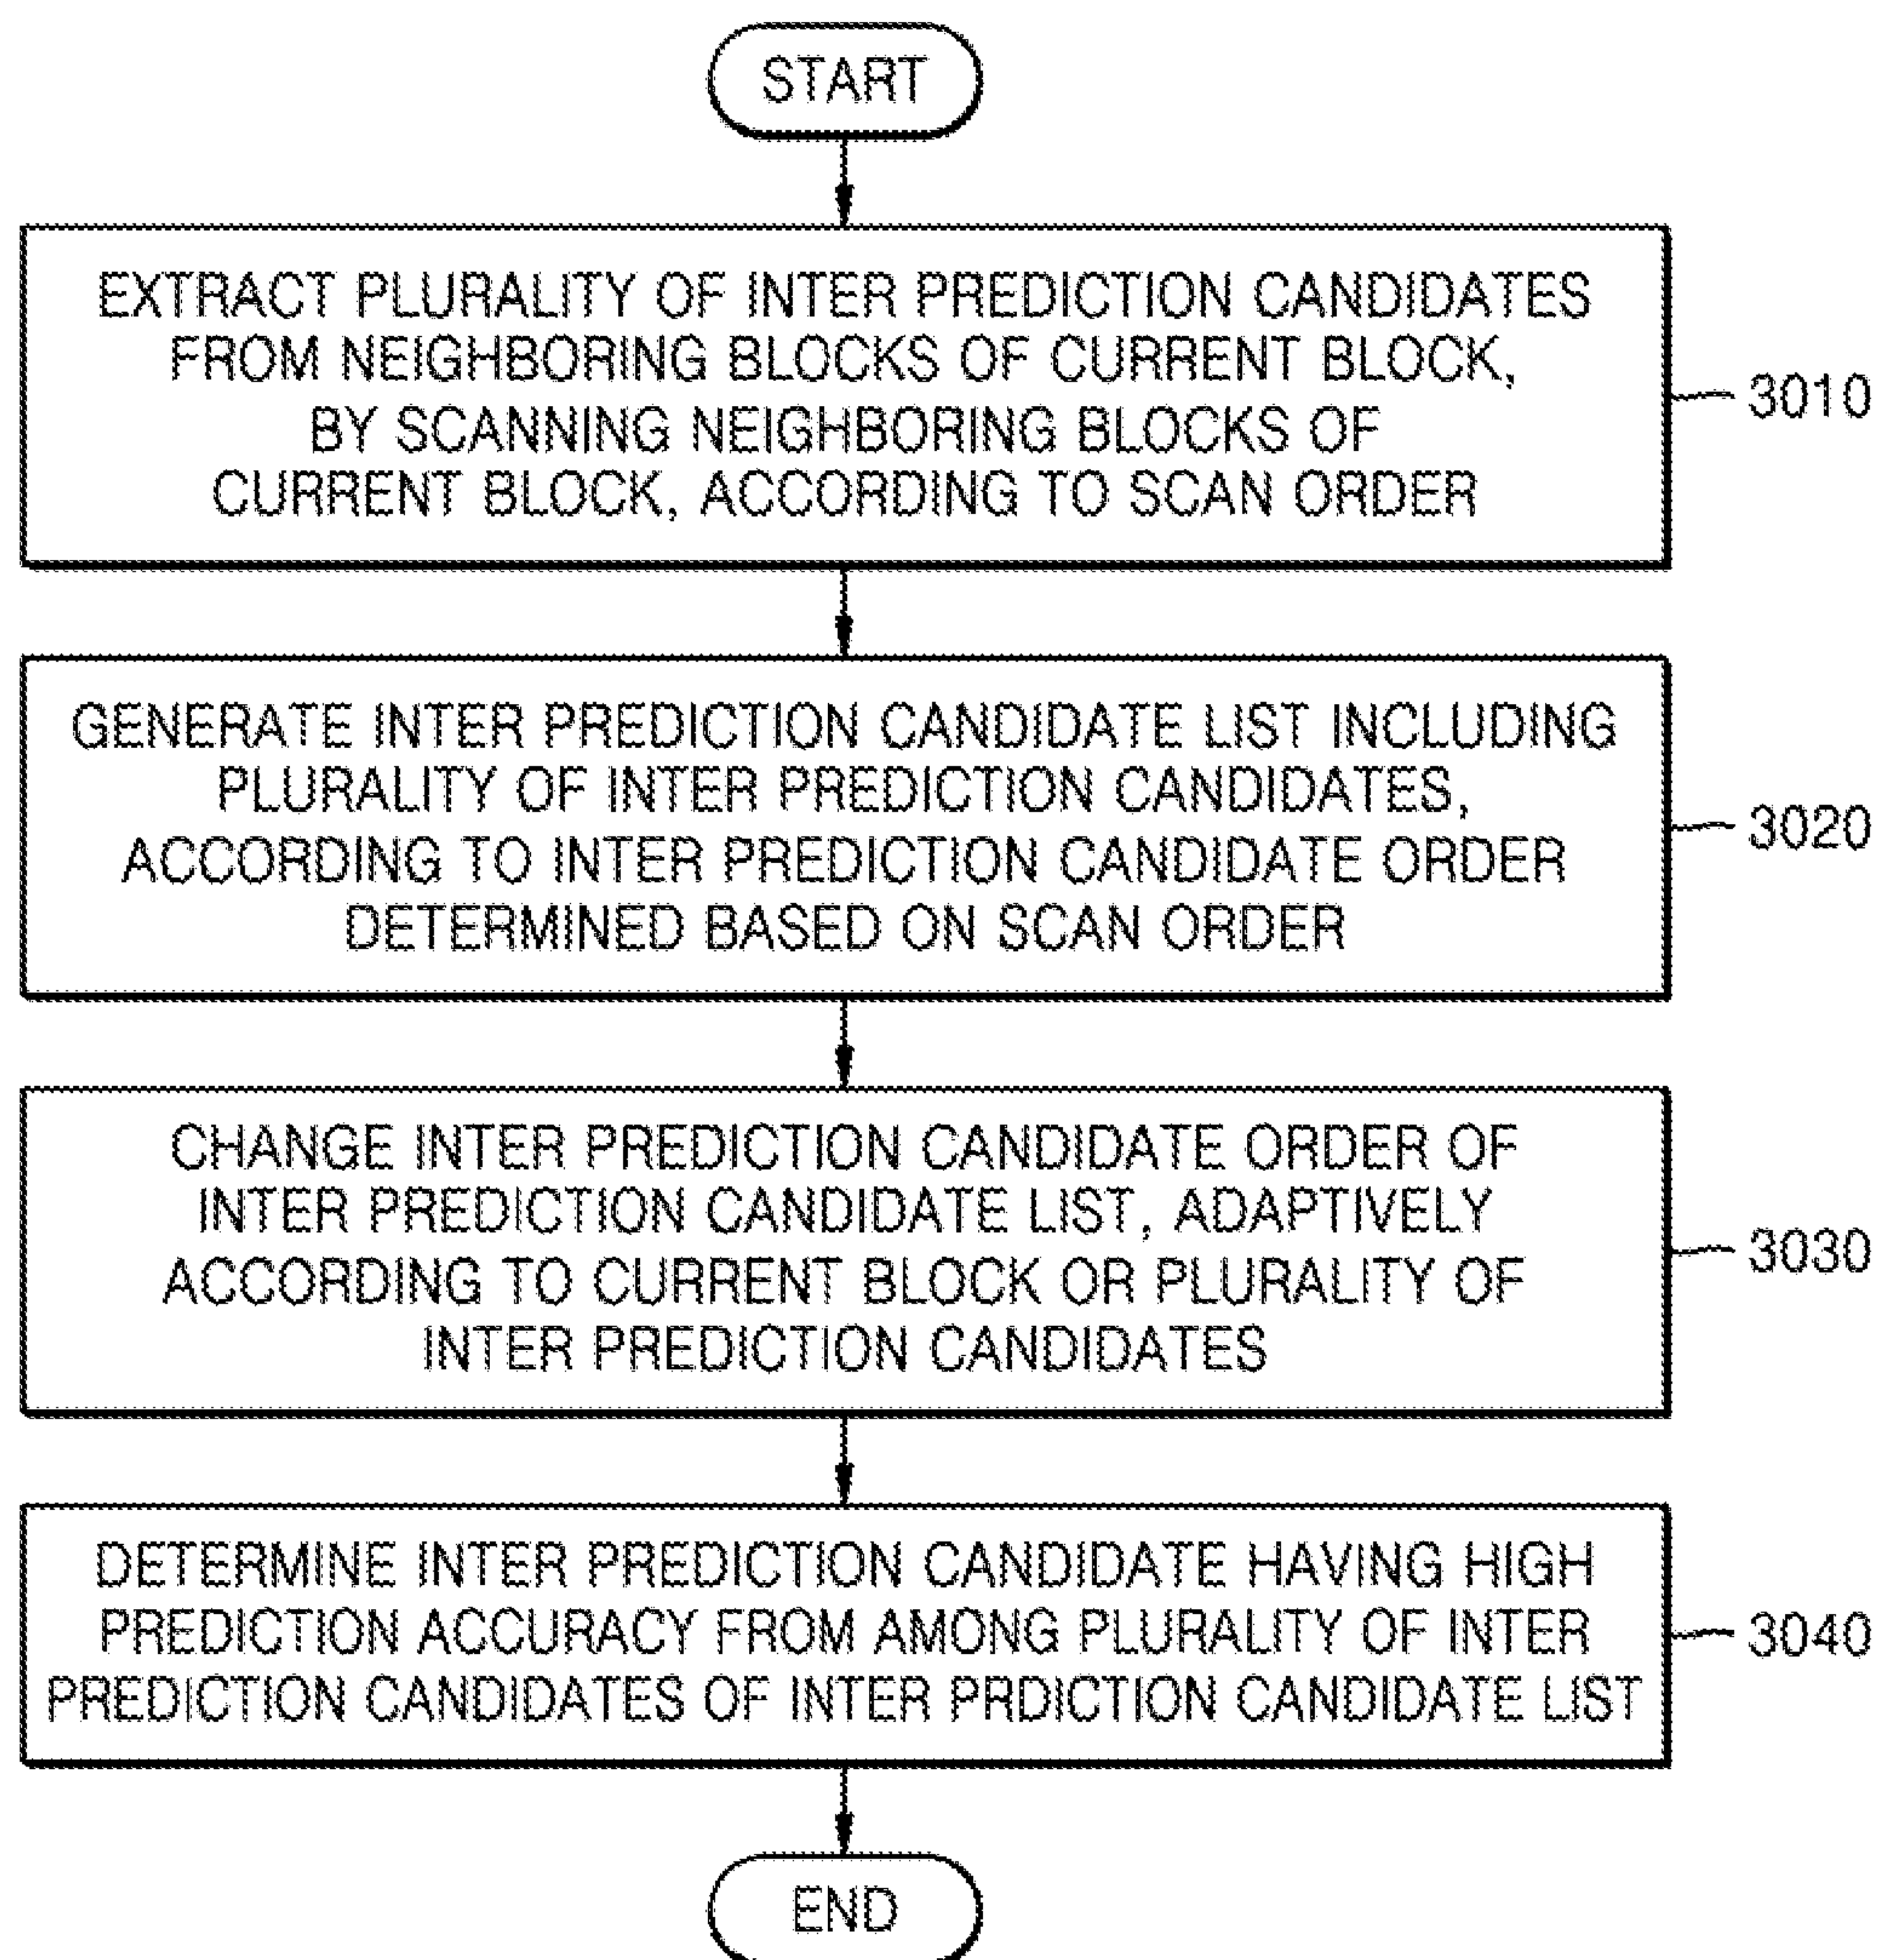 START
EXTRACT PLURALITY OF INTER PREDICTION CANDIDATES
FROM NEIGHBORING BLOCKS OF CURRENT BLOCK,
BY SCANNING NEIGHBORING BLOCKS OF
CURRENT BLOCK, ACCORDING TO SCAN ORDER
3010
GENERATE INTER PREDICTION CANDIDATE LIST INCLUDING
PLURALITY OF INTER PREDICTION CANDIDATES,
ACCORDING TO INTER PREDICTION CANDIDATE ORDER
DETERMINED BASED ON SCAN ORDER
3020
CHANGE INTER PREDICTION CANDIDATE ORDER OF
INTER PREDICTION CANDIDATE LIST, ADAPTIVELY
ACCORDING TO CURRENT BLOCK OR PLURALITY OF
INTER PREDICTION CANDIDATES
3030
DETERMINE INTER PREDICTION CANDIDATE HAVING HIGH
PREDICTION ACCURACY FROM AMONG PLURALITY OF INTER
PREDICTION CANDIDATES OF INTER PRDICTION CANDIDATE LIST
3040
END